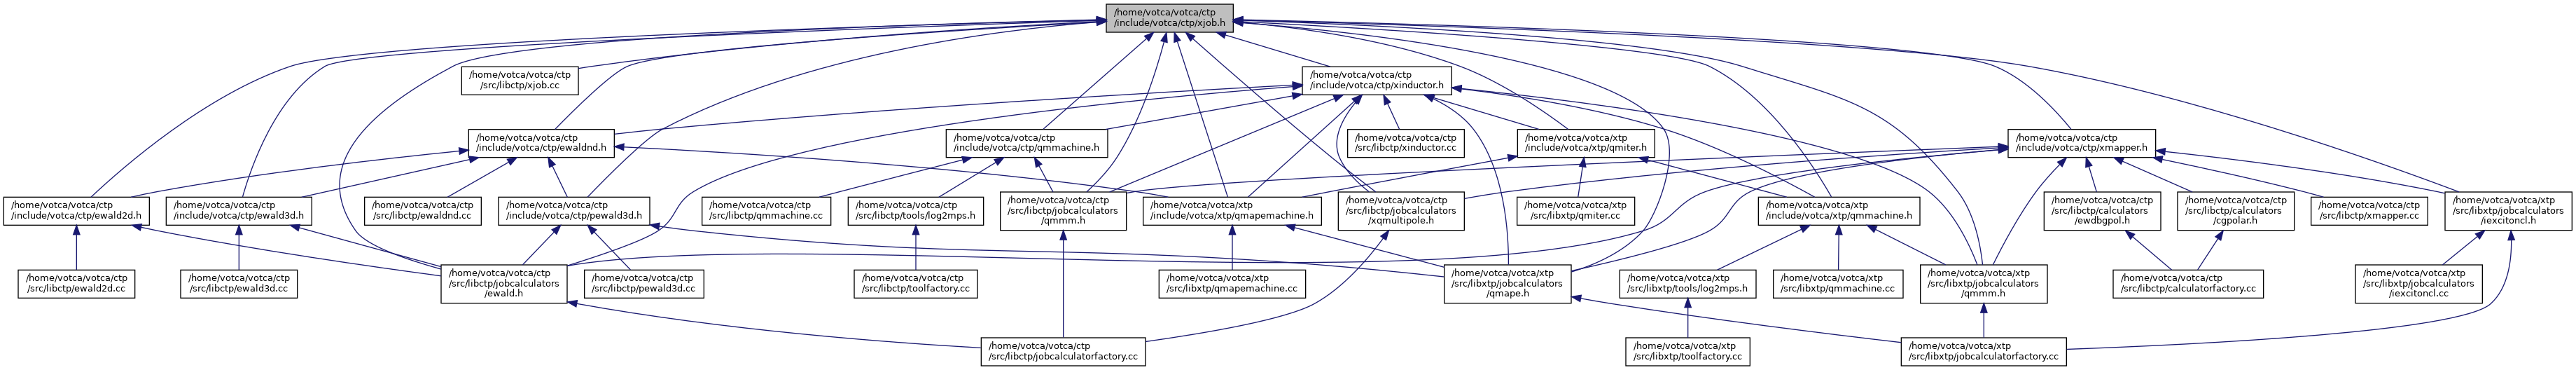 /home/votca/votca/ctp
/include/votca/ctp/xjob.h
/home/votca/votca/ctp
/src/libctp/xjob.cc
/home/votca/votca/ctp
/include/votca/ctp/xinductor.h
/home/votca/votca/ctp
/include/votca/ctp/ewaldnd.h
/home/votca/votca/ctp
/include/votca/ctp/qmmachine.h
/home/votca/votca/ctp
/src/libctp/xinductor.cc
/home/votca/votca/xtp
/include/votca/xtp/qmiter.h
/home/votca/votca/ctp
/include/votca/ctp/xmapper.h
/home/votca/votca/ctp
/include/votca/ctp/ewald2d.h
/home/votca/votca/ctp
/include/votca/ctp/ewald3d.h
/home/votca/votca/ctp
/src/libctp/ewaldnd.cc
/home/votca/votca/ctp
/include/votca/ctp/pewald3d.h
/home/votca/votca/ctp
/src/libctp/qmmachine.cc
/home/votca/votca/ctp
/src/libctp/tools/log2mps.h
/home/votca/votca/ctp
/src/libctp/jobcalculators
/qmmm.h
/home/votca/votca/xtp
/include/votca/xtp/qmapemachine.h
/home/votca/votca/ctp
/src/libctp/jobcalculators
/xqmultipole.h
/home/votca/votca/xtp
/src/libxtp/qmiter.cc
/home/votca/votca/xtp
/include/votca/xtp/qmmachine.h
/home/votca/votca/ctp
/src/libctp/calculators
/ewdbgpol.h
/home/votca/votca/ctp
/src/libctp/calculators
/cgpolar.h
/home/votca/votca/ctp
/src/libctp/xmapper.cc
/home/votca/votca/xtp
/src/libxtp/jobcalculators
/iexcitoncl.h
/home/votca/votca/ctp
/src/libctp/ewald2d.cc
/home/votca/votca/ctp
/src/libctp/ewald3d.cc
/home/votca/votca/ctp
/src/libctp/jobcalculators
/ewald.h
/home/votca/votca/ctp
/src/libctp/pewald3d.cc
/home/votca/votca/ctp
/src/libctp/toolfactory.cc
/home/votca/votca/xtp
/src/libxtp/qmapemachine.cc
/home/votca/votca/xtp
/src/libxtp/jobcalculators
/qmape.h
/home/votca/votca/xtp
/src/libxtp/tools/log2mps.h
/home/votca/votca/xtp
/src/libxtp/qmmachine.cc
/home/votca/votca/xtp
/src/libxtp/jobcalculators
/qmmm.h
/home/votca/votca/ctp
/src/libctp/calculatorfactory.cc
/home/votca/votca/xtp
/src/libxtp/jobcalculators
/iexcitoncl.cc
/home/votca/votca/ctp
/src/libctp/jobcalculatorfactory.cc
/home/votca/votca/xtp
/src/libxtp/toolfactory.cc
/home/votca/votca/xtp
/src/libxtp/jobcalculatorfactory.cc